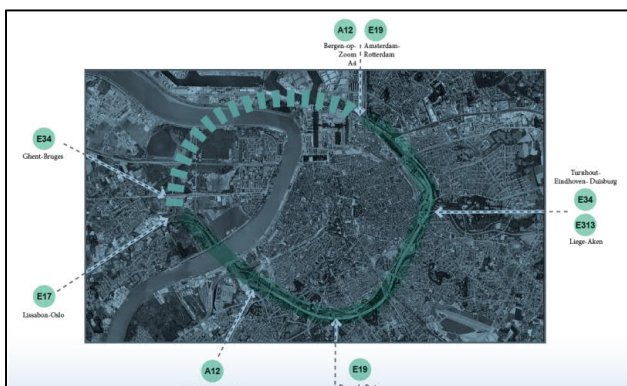 A12
E19
Bergen-op-
Zoom
A4
Amsterdam-
Rotterdam
E34
Ghent-Bruges
Turnhout-
Eindhoven- Duisburg
E34
E313
Liege-Aken
E17
Lissabon-Oslo
A12
E19